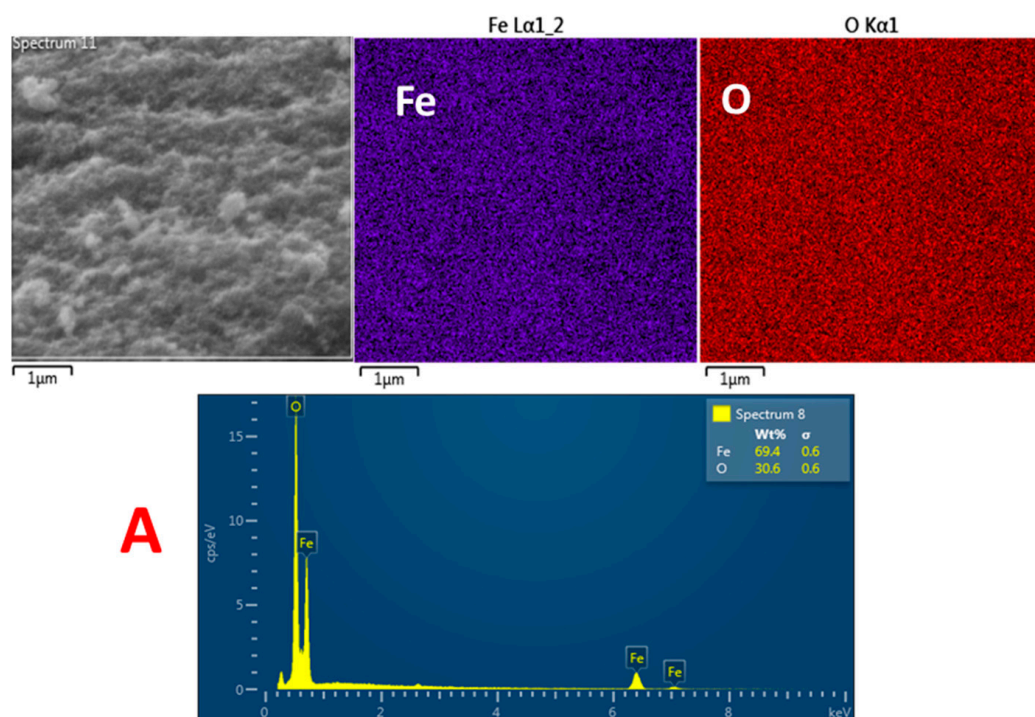 Fe Lα1_2
O Kα1
Spectrum 11
Fe
O
1μm
1μm
1μm
A
cps/eV
15
10
5
0
O
Fe
Fe
Fe
Spectrum 8
Wt% σ
Fe 69.4 0.6
O 30.6 0.6
0 2 4 6 8 keV